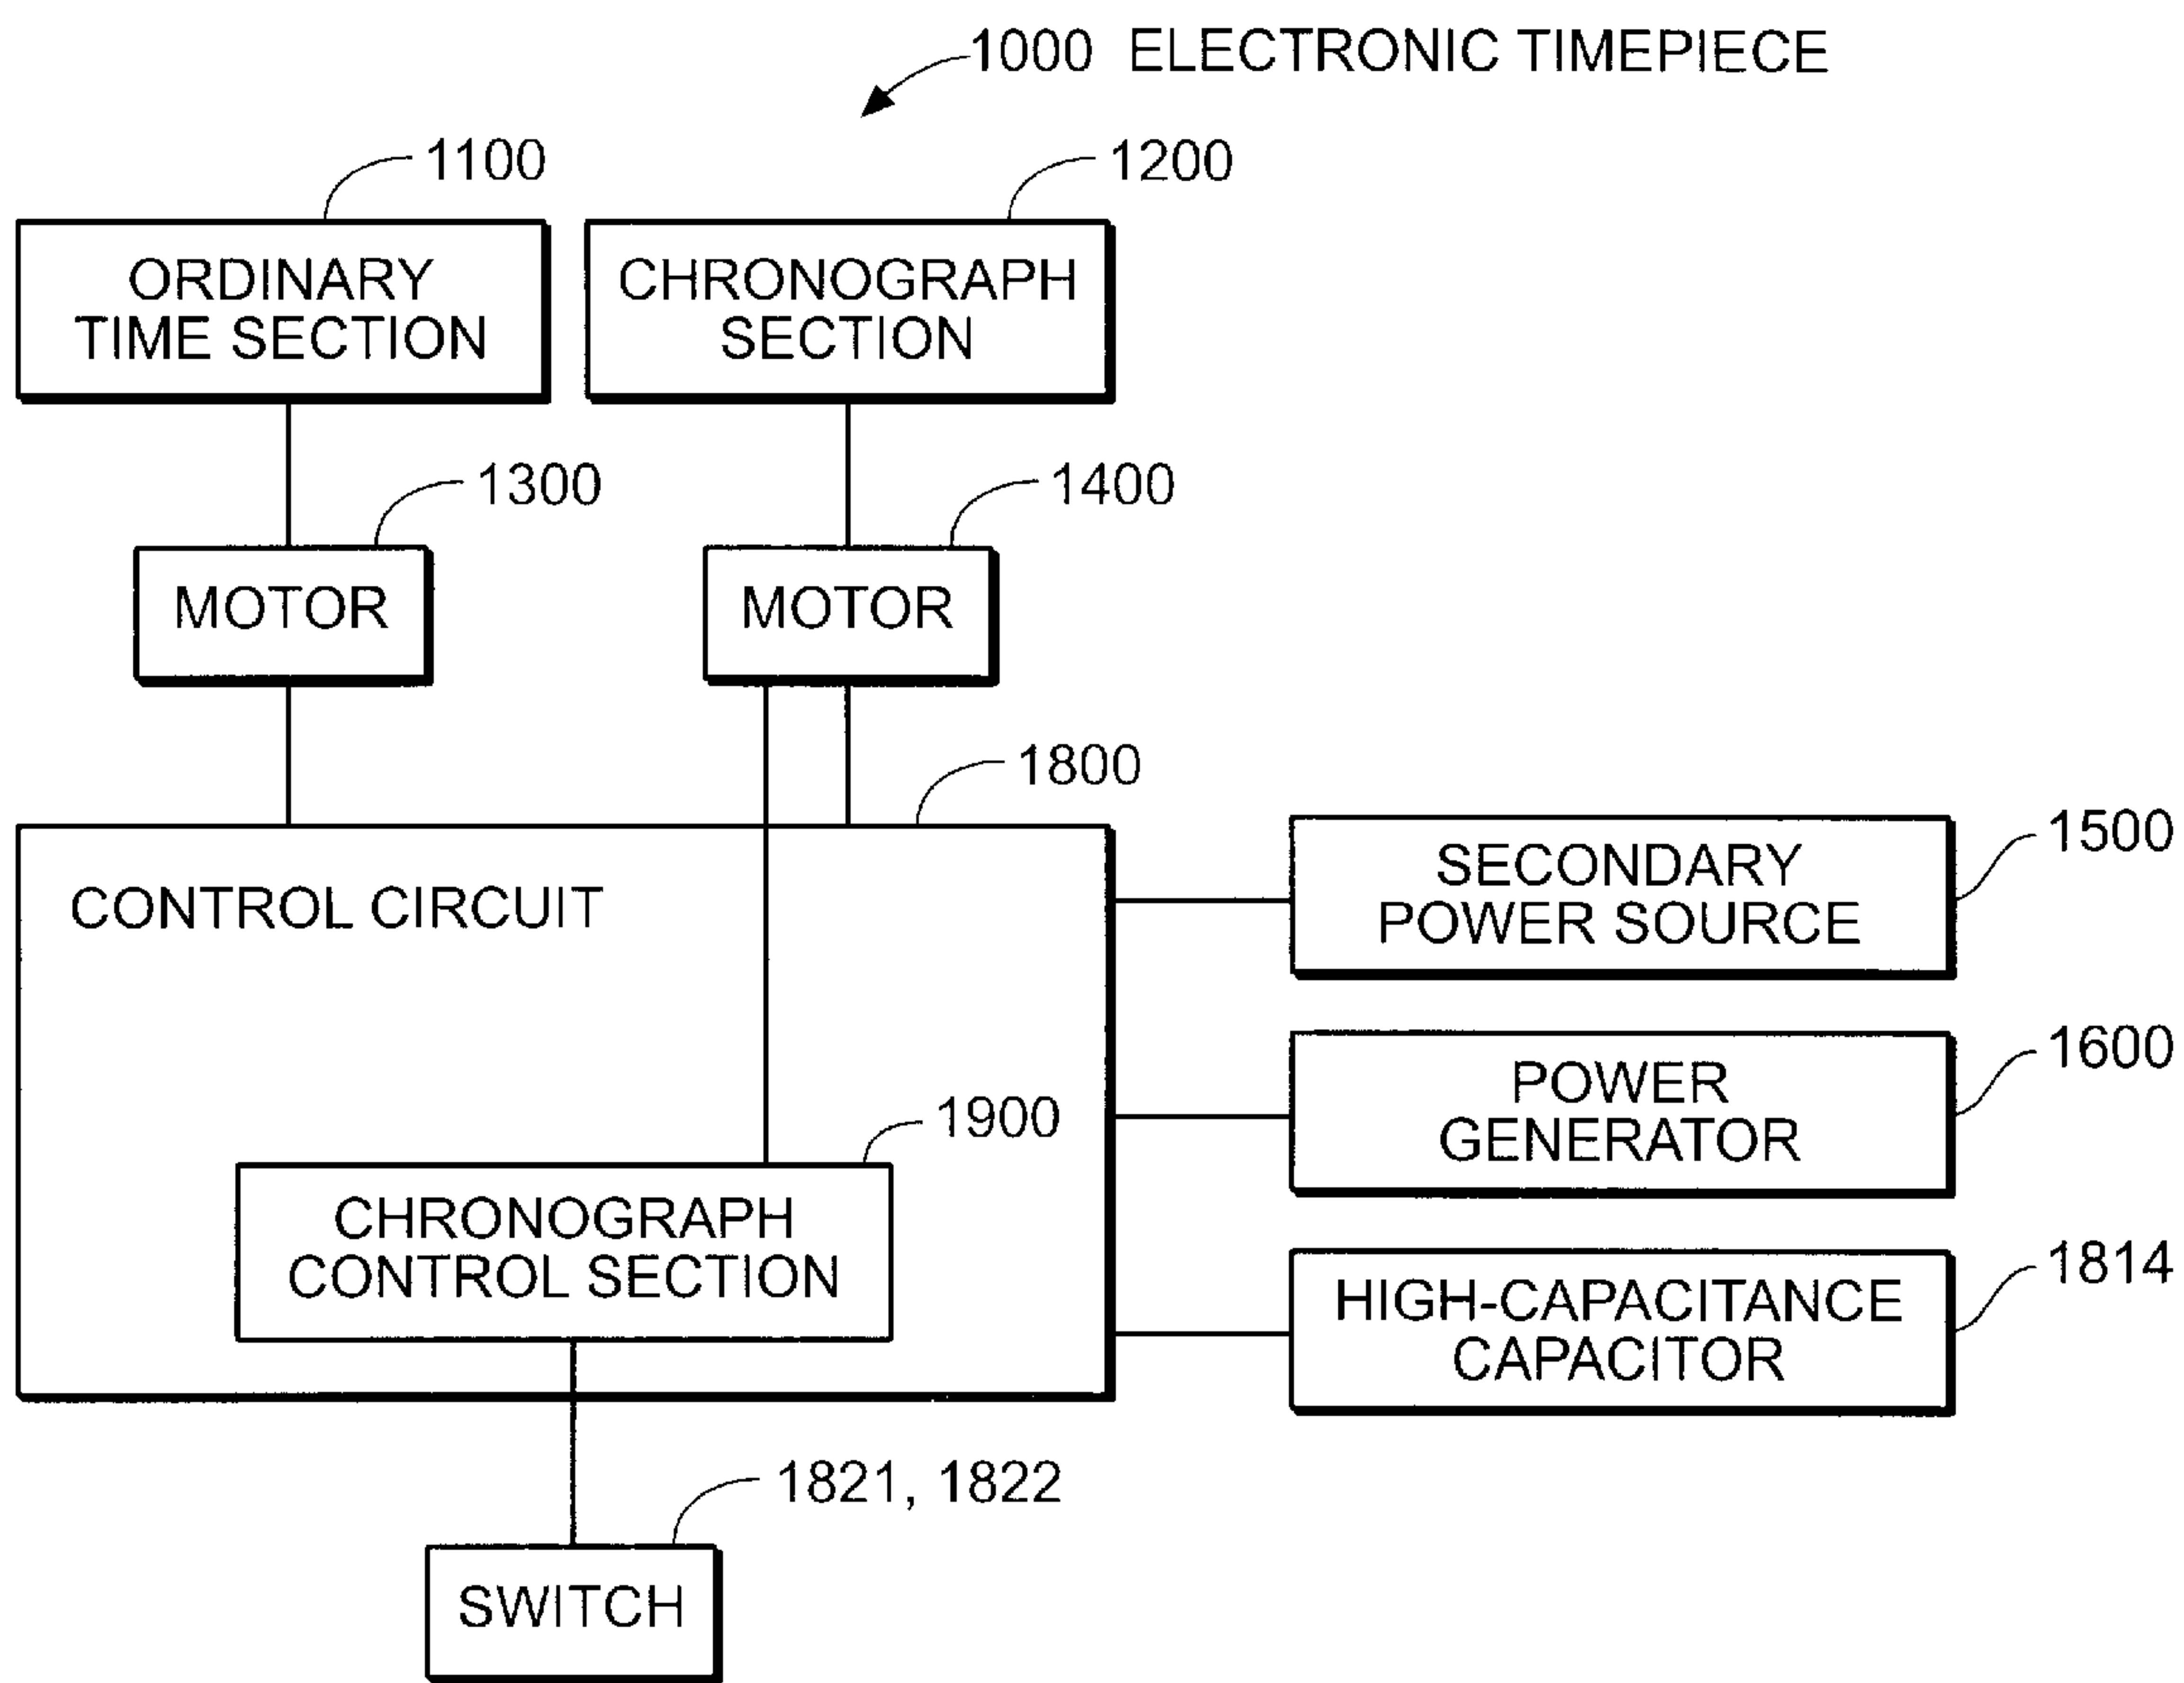 1000 ELECTRONIC TIMEPIECE
1100
1200
ORDINARY
TIME SECTION
CHRONOGRAPH
SECTION
1300
1400
MOTOR
MOTOR
1800
CONTROL CIRCUIT
1500
SECONDARY
POWER SOURCE
1600
POWER
GENERATOR
1900
CHRONOGRAPH
CONTROL SECTION
1814
HIGH-CAPACITANCE
CAPACITOR
1821, 1822
SWITCH